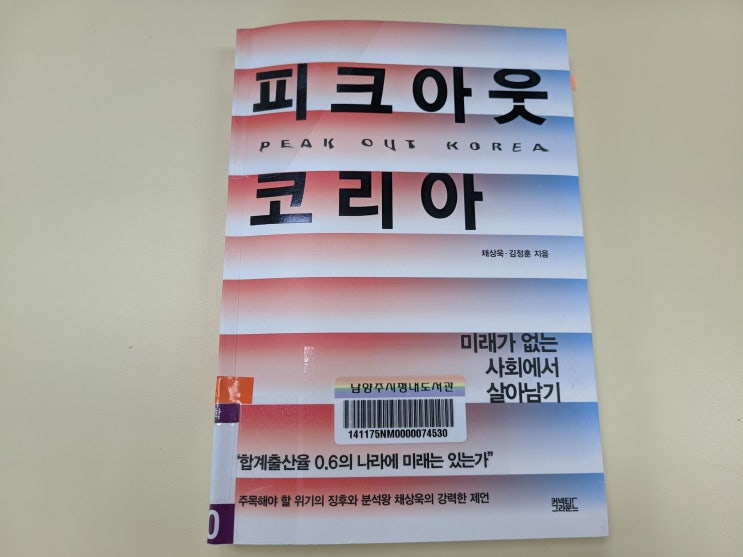 피크아웃
PEAK OUT KOREA
코리아
채상욱·김정훈 지음
미래가 없는
사회에서
살아남기
남양주시평내도서관
141175NM0000074530
"합계출산율 0.6의 나라에 미래는 있는가"
주목해야 할 위기의 징후와 분석왕 채상욱의 강력한 제언
커넥티드
그라운드
0